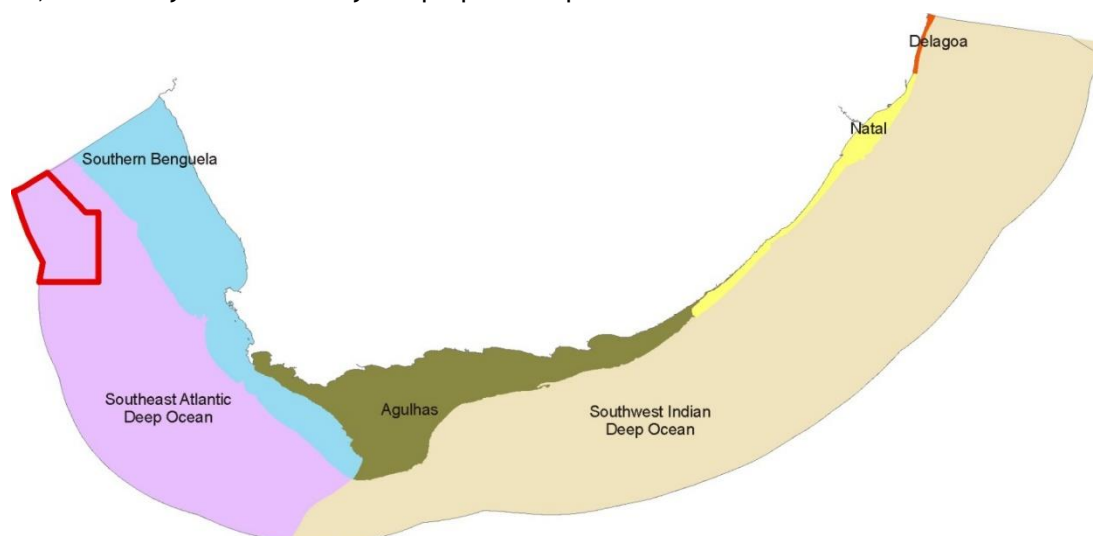 Delagoa
Natal
Southern Benguela
Southeast Atlantic
Deep Ocean
Agulhas
Southwest Indian
Deep Ocean